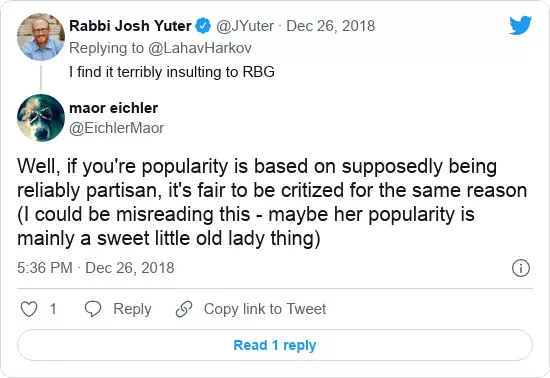 Rabbi Josh Yuter @JYuter · Dec 26, 2018
Replying to @LahavHarkov
I find it terribly insulting to RBG
maor eichler
@EichlerMaor
Well, if you're popularity is based on supposedly being
reliably partisan, it's fair to be critized for the same reason
(I could be misreading this - maybe her popularity is
mainly a sweet little old lady thing)
5:36 PM · Dec 26, 2018
1 Reply Copy link to Tweet
Read 1 reply